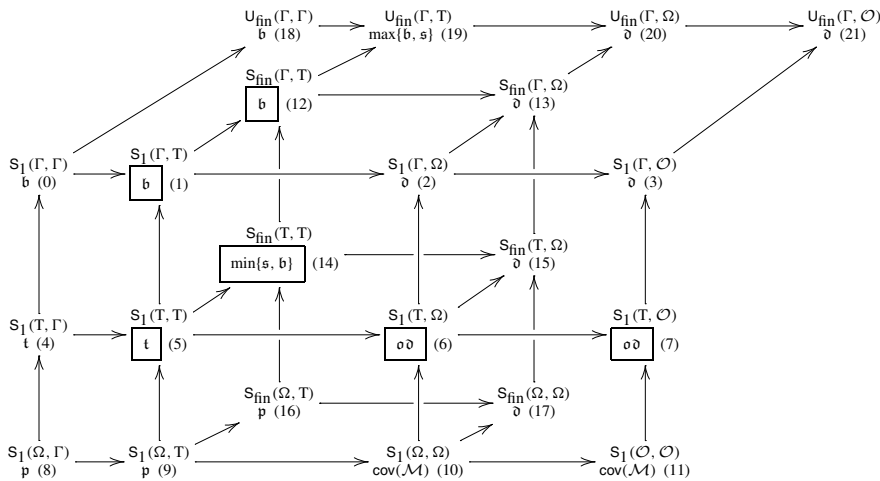 U_fin(Γ, Γ) U_fin(Γ, T) U_fin(Γ, Ω) U_fin(Γ, 𝒪)
𝔟 (18) max{𝔟, 𝔰} (19) 𝔡 (20) 𝔡 (21)
S_fin(Γ, T) S_fin(Γ, Ω)
𝔟 (12) 𝔡 (13)
S_1(Γ, Γ) S_1(Γ, T) S_1(Γ, Ω) S_1(Γ, 𝒪)
𝔟 (0) 𝔟 (1) 𝔡 (2) 𝔡 (3)
S_fin(T, T) S_fin(T, Ω)
min{𝔰, 𝔟} (14) 𝔡 (15)
S_1(T, Γ) S_1(T, T) S_1(T, Ω) S_1(T, 𝒪)
𝔱 (4) 𝔱 (5) 𝔬𝔡 (6) 𝔬𝔡 (7)
S_fin(Ω, T) S_fin(Ω, Ω)
𝔭 (16) 𝔡 (17)
S_1(Ω, Γ) S_1(Ω, T) S_1(Ω, Ω) S_1(𝒪, 𝒪)
𝔭 (8) 𝔭 (9) cov(ℳ) (10) cov(ℳ) (11)